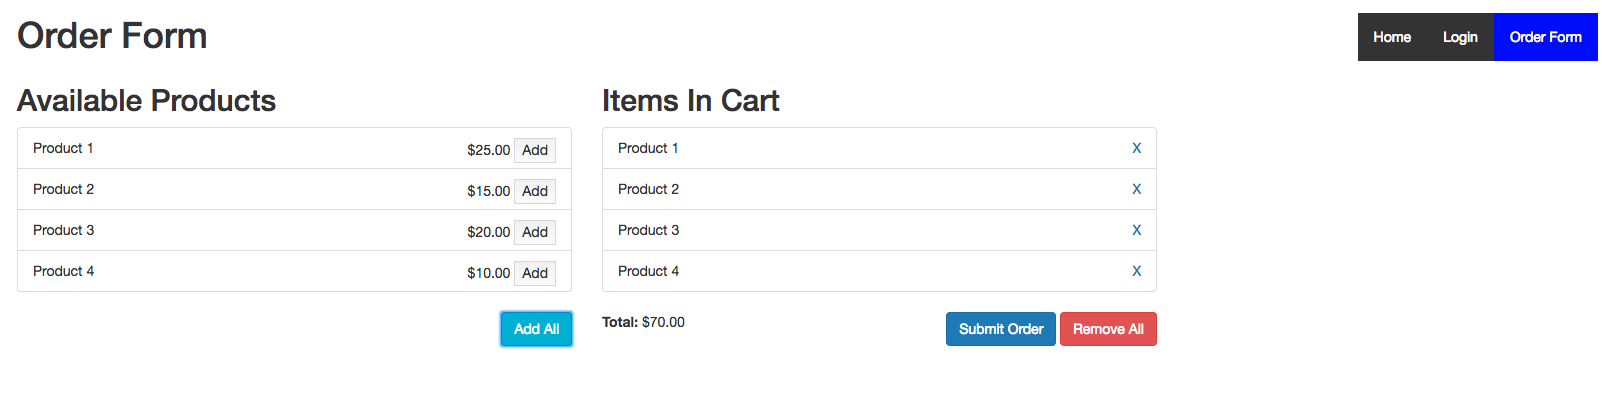 Order Form
Home Login Order Form
Available Products
Product 1 $25.00 Add
Product 2 $15.00 Add
Product 3 $20.00 Add
Product 4 $10.00 Add
Add All
Items In Cart
Product 1 X
Product 2 X
Product 3 X
Product 4 X
Total: $70.00 Submit Order Remove All